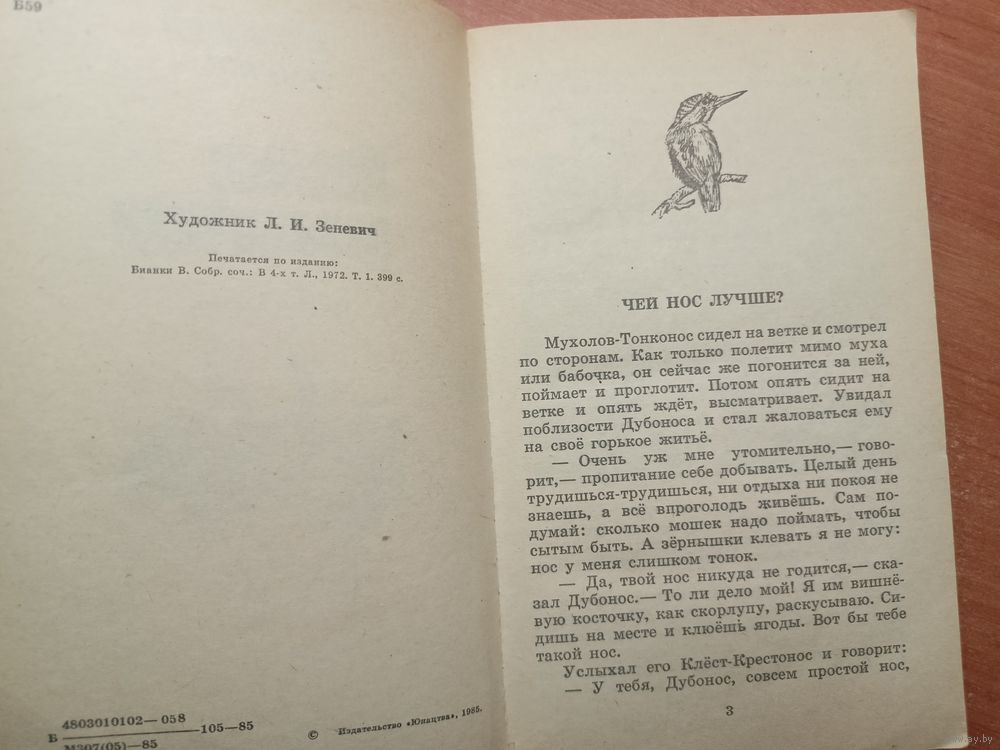 Б59
Художник Л. И. Зеневич
Печатается по изданию:
Бианки В. Собр. соч.: В 4-х т. Л., 1972. Т. 1. 399 с.
4803010102—058
Б
105—85
М307(05)—85
© Издательство «Юнацтва», 1985.
ЧЕЙ НОС ЛУЧШЕ?
Мухолов-Тонконос сидел на ветке и смотрел
по сторонам. Как только полетит мимо муха
или бабочка, он сейчас же погонится за ней,
поймает и проглотит. Потом опять сидит на
ветке и опять ждёт, высматривает. Увидал
поблизости Дубоноса и стал жаловаться ему
на своё горькое житьё.
— Очень уж мне утомительно,— гово-
рит,— пропитание себе добывать. Целый день
трудишься-трудишься, ни отдыха ни покоя не
знаешь, а всё впроголодь живёшь. Сам по-
думай: сколько мошек надо поймать, чтобы
сытым быть. А зёрнышки клевать я не могу:
нос у меня слишком тонок.
— Да, твой нос никуда не годится,— ска-
зал Дубонос.— То ли дело мой! Я им вишнё-
вую косточку, как скорлупу, раскусываю. Си-
дишь на месте и клюёшь ягоды. Вот бы тебе
такой нос.
Услыхал его Клёст-Крестонос и говорит:
— У тебя, Дубонос, совсем простой нос,
3
ay.by